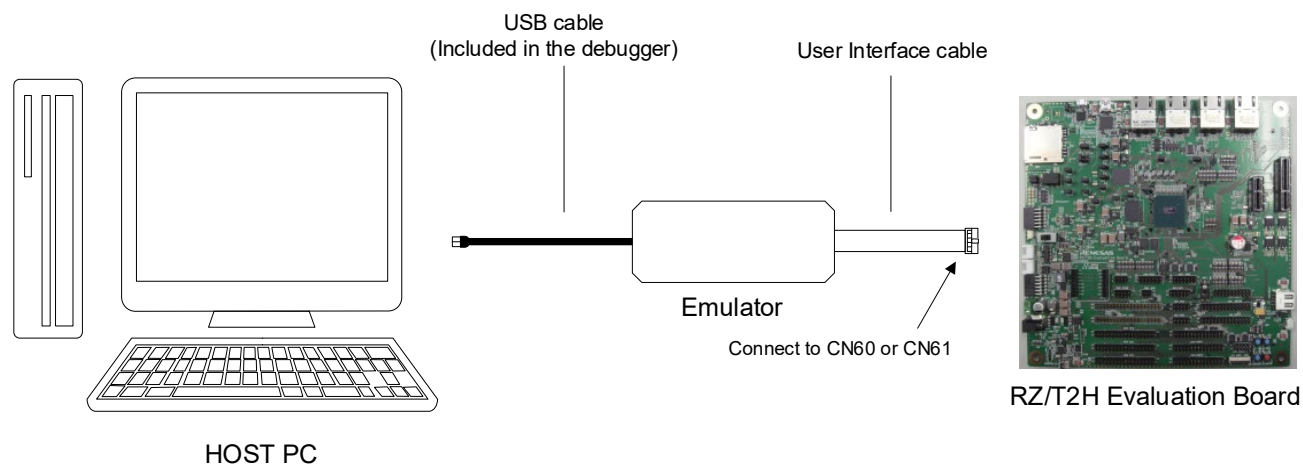 USB cable
(Included in the debugger)
User Interface cable
Emulator
Connect to CN60 or CN61
RENESAS
RZ/T2H Evaluation Board
HOST PC